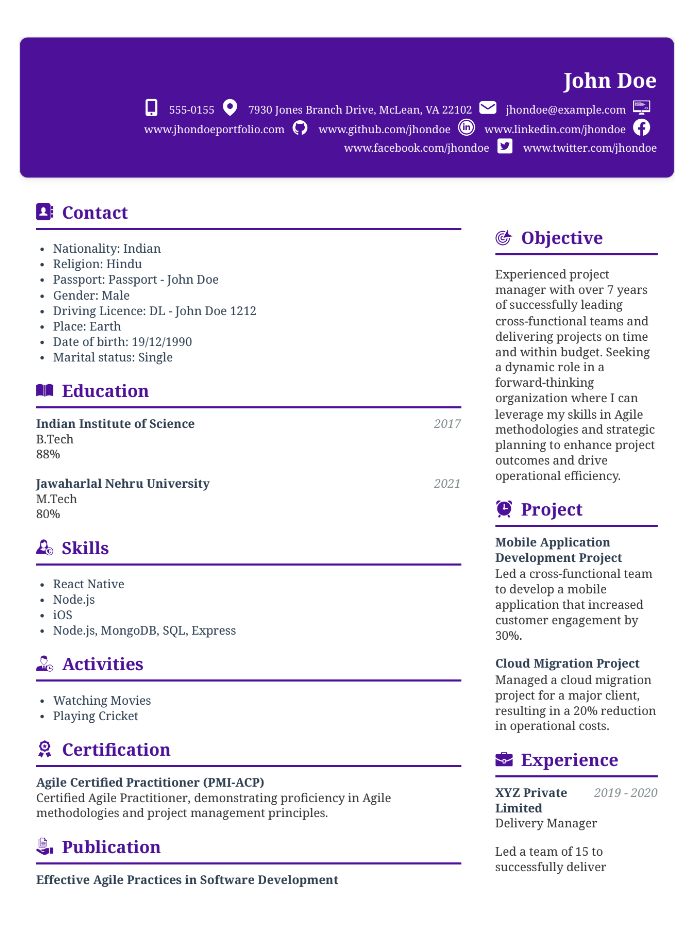 John Doe
555-0155 7930 Jones Branch Drive, McLean, VA 22102 jhondoe@example.com
www.jhondoeportfolio.com www.github.com/jhondoe www.linkedin.com/jhondoe
www.facebook.com/jhondoe www.twitter.com/jhondoe
Contact
• Nationality: Indian
• Religion: Hindu
• Passport: Passport - John Doe
• Gender: Male
• Driving Licence: DL - John Doe 1212
• Place: Earth
• Date of birth: 19/12/1990
• Marital status: Single
Education
Indian Institute of Science 2017
B.Tech
88%
Jawaharlal Nehru University 2021
M.Tech
80%
Skills
• React Native
• Node.js
• iOS
• Node.js, MongoDB, SQL, Express
Activities
• Watching Movies
• Playing Cricket
Certification
Agile Certified Practitioner (PMI-ACP)
Certified Agile Practitioner, demonstrating proficiency in Agile
methodologies and project management principles.
Publication
Effective Agile Practices in Software Development
Objective
Experienced project
manager with over 7 years
of successfully leading
cross-functional teams and
delivering projects on time
and within budget. Seeking
a dynamic role in a
forward-thinking
organization where I can
leverage my skills in Agile
methodologies and strategic
planning to enhance project
outcomes and drive
operational efficiency.
Project
Mobile Application
Development Project
Led a cross-functional team
to develop a mobile
application that increased
customer engagement by
30%.
Cloud Migration Project
Managed a cloud migration
project for a major client,
resulting in a 20% reduction
in operational costs.
Experience
XYZ Private 2019 - 2020
Limited
Delivery Manager
Led a team of 15 to
successfully deliver